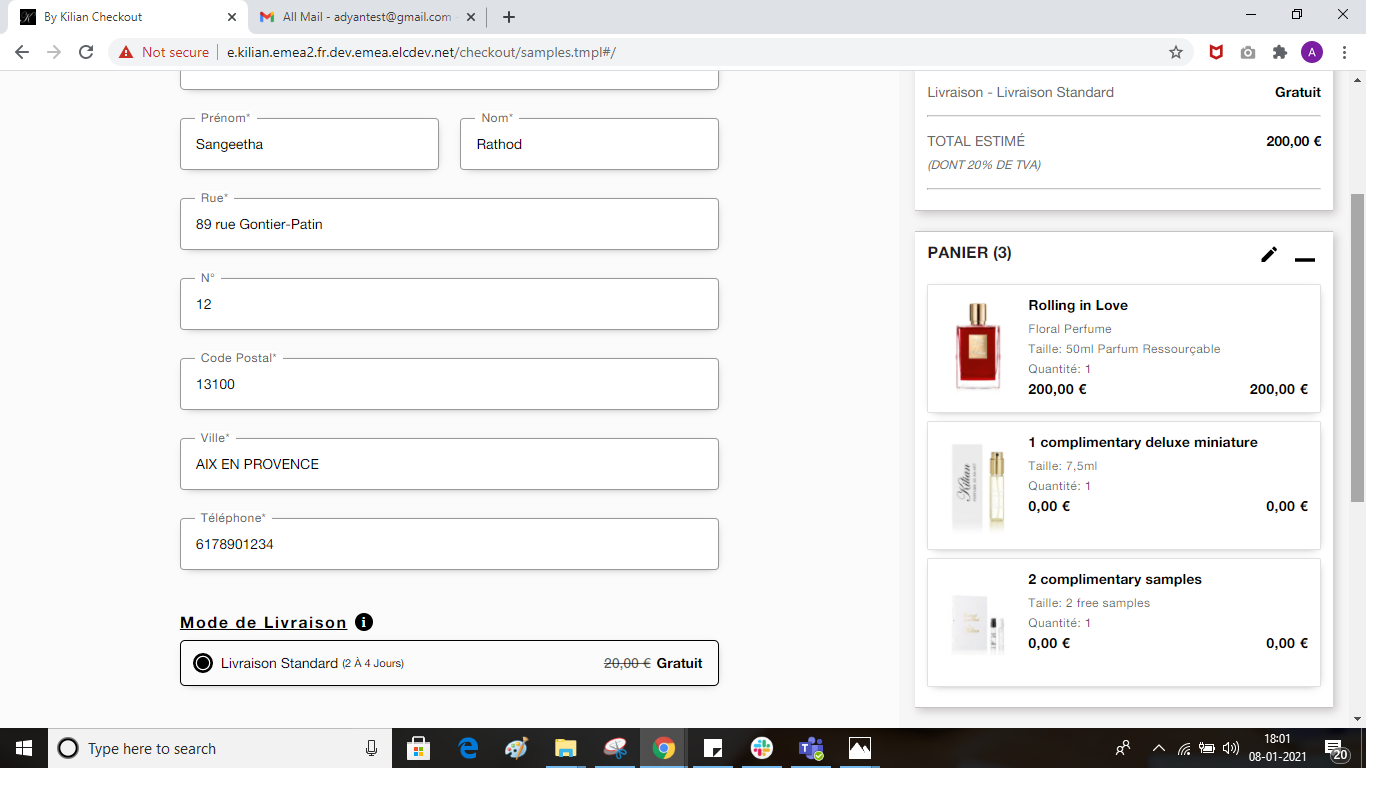 By Kilian Checkout
All Mail - adyantest@gmail.com
Not secure
e.kilian.emea2.fr.dev.emea.elcdev.net/checkout/samples.tmpl#/
A
Prénom*
Sangeetha
Nom*
Rathod
Rue*
89 rue Gontier-Patin
N°
12
Code Postal*
13100
Ville*
AIX EN PROVENCE
Téléphone*
6178901234
Mode de Livraison
Livraison Standard (2 À 4 Jours) 20,00 € Gratuit
Livraison - Livraison Standard Gratuit
TOTAL ESTIMÉ 200,00 €
(DONT 20% DE TVA)
PANIER (3)
Rolling in Love
Floral Perfume
Taille: 50ml Parfum Ressourçable
Quantité: 1
200,00 € 200,00 €
Kilian
1 complimentary deluxe miniature
Taille: 7,5ml
Quantité: 1
0,00 € 0,00 €
2 complimentary samples
Taille: 2 free samples
Quantité: 1
0,00 € 0,00 €
Type here to search
18:01
08-01-2021
20